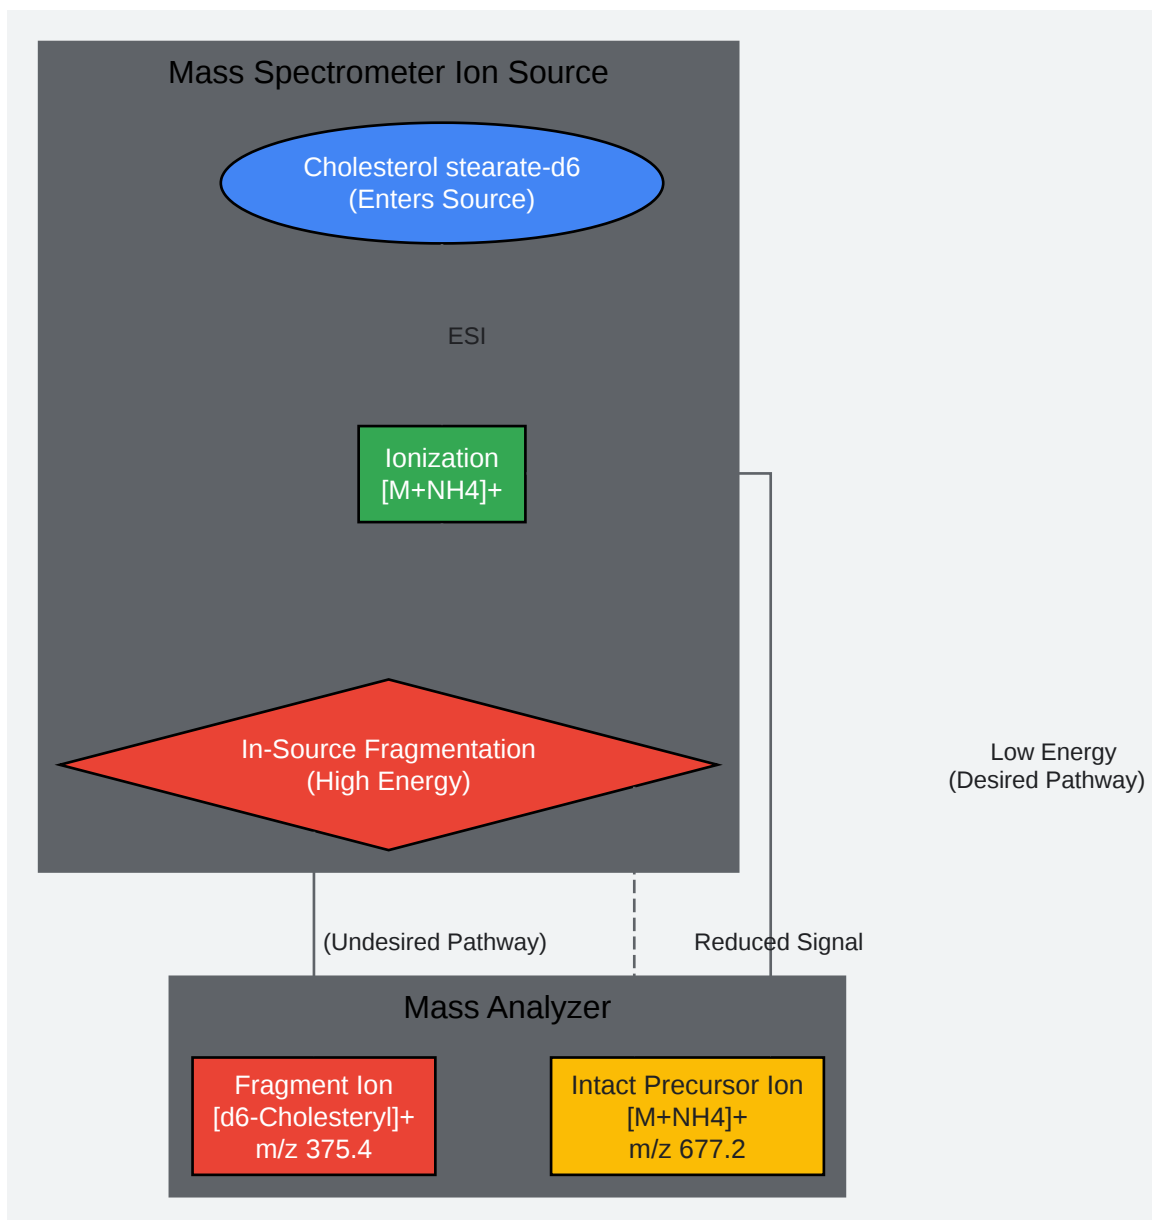 Mass Spectrometer Ion Source
Cholesterol stearate-d6
(Enters Source)
ESI
Ionization
[M+NH4]+
In-Source Fragmentation
(High Energy)
Low Energy
(Desired Pathway)
(Undesired Pathway)
Reduced Signal
Mass Analyzer
Fragment Ion
[d6-Cholesteryl]+
m/z 375.4
Intact Precursor Ion
[M+NH4]+
m/z 677.2